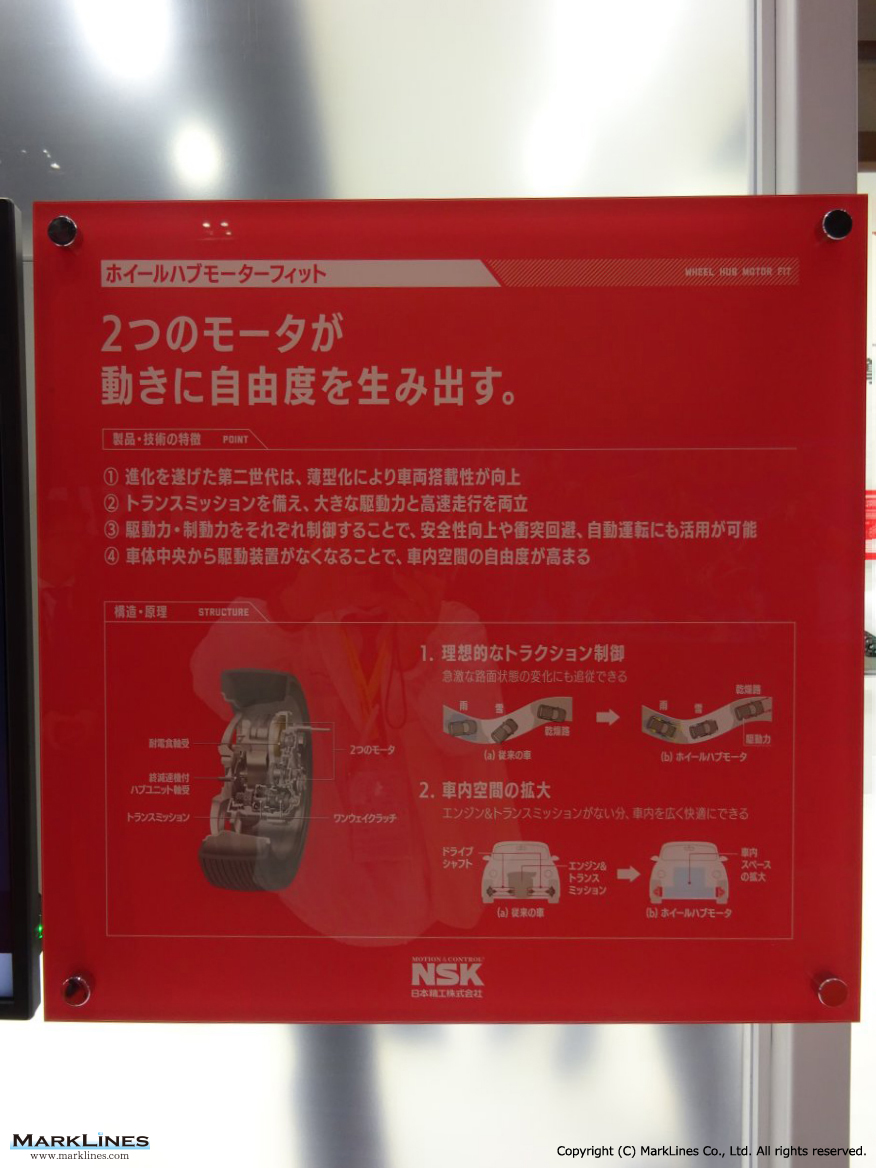 ホイールハブモーターフィット
WHEEL HUB MOTOR FIT
2つのモータが
動きに自由度を生み出す。
製品・技術の特徴 POINT
① 進化を遂げた第二世代は、薄型化により車両搭載性が向上
② トランスミッションを備え、大きな駆動力と高速走行を両立
③ 駆動力・制動力をそれぞれ制御することで、安全性向上や衝突回避、自動運転にも活用が可能
④ 車体中央から駆動装置がなくなることで、車内空間の自由度が高まる
構造・原理 STRUCTURE
耐電食軸受
終減速機付
ハブユニット軸受
トランスミッション
2つのモータ
ワンウェイクラッチ
1. 理想的なトラクション制御
急激な路面状態の変化にも追従できる
雨
雪
乾燥路
(a) 従来の車
雨
雪
乾燥路
駆動力
(b) ホイールハブモータ
2. 車内空間の拡大
エンジン&トランスミッションがない分、車内を広く快適にできる
ドライブ
シャフト
エンジン&
トランス
ミッション
(a) 従来の車
車内
スペース
の拡大
(b) ホイールハブモータ
MOTION & CONTROL
NSK
日本精工株式会社
MARKLINES
www.marklines.com
Copyright (C) MarkLines Co., Ltd. All rights reserved.